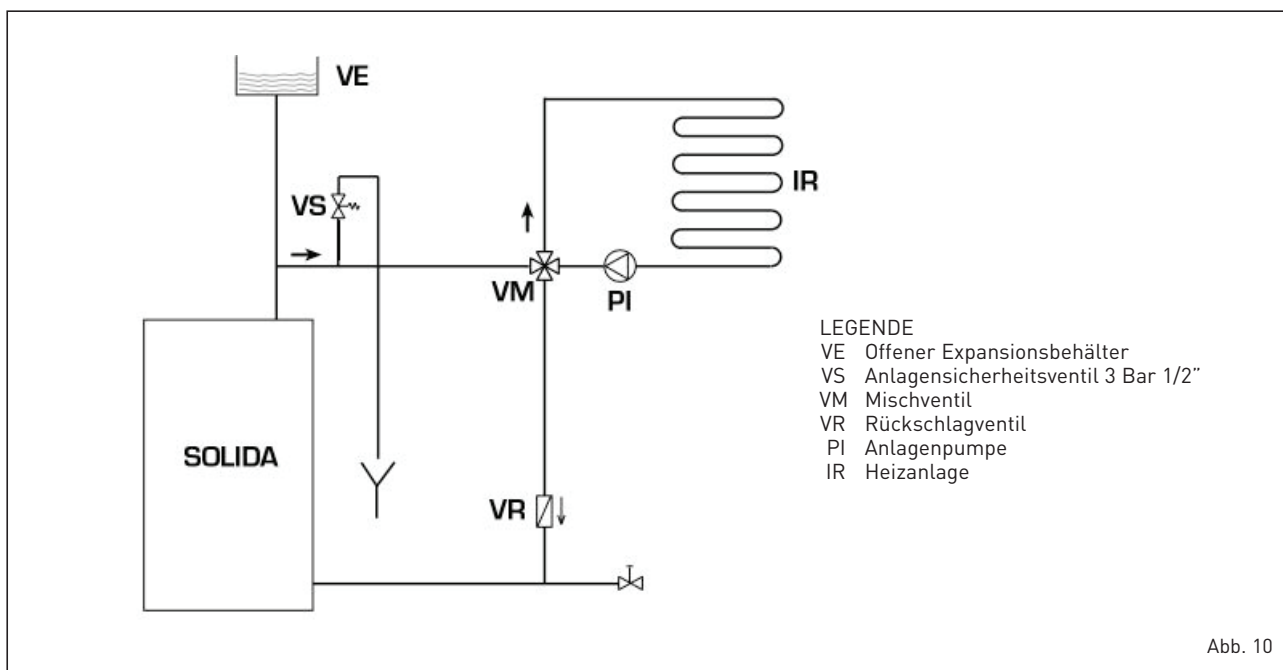 VE
VS
IR
VM
PI
LEGENDE
VE Offener Expansionsbehälter
VS Anlagensicherheitsventil 3 Bar 1/2”
VM Mischventil
VR Rückschlagventil
PI Anlagenpumpe
IR Heizanlage
SOLIDA
VR
Abb. 10